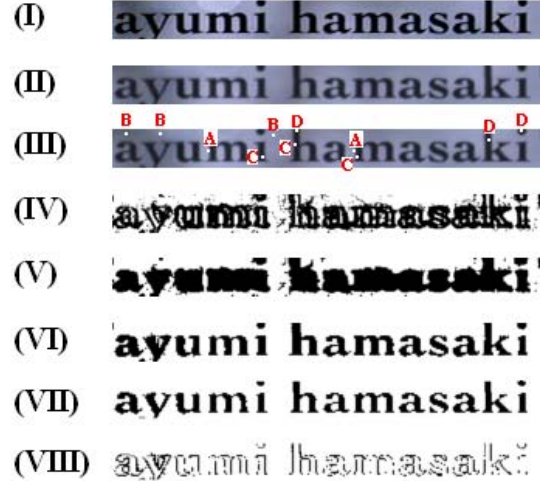 (I) ayumi hamasaki
(II) ayumi hamasaki
B B B D D D
(III) ayumi hamasaki
A A C C C
(IV) ayumi hamasaki
(V) ayumi hamasaki
(VI) ayumi hamasaki
(VII) ayumi hamasaki
(VIII) ayumi hamasaki